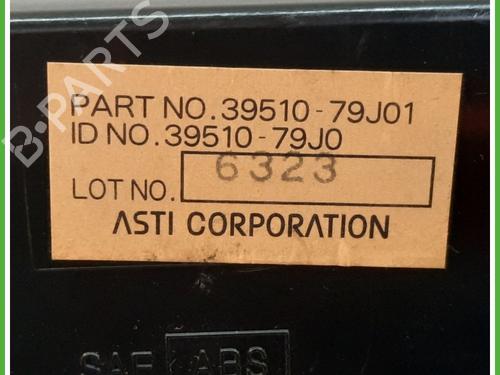 PART NO.39510-79J01
ID NO.39510-79J0
LOT NO. 6323
ASTI CORPORATION
B-PARTS